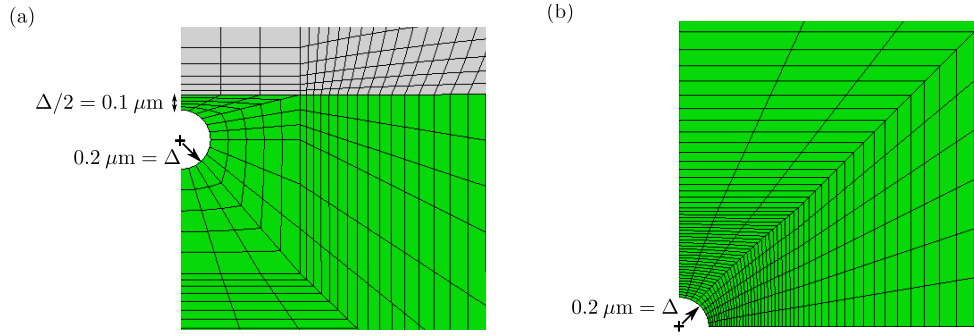 (a)
Δ/2 = 0.1 μm
0.2 μm = Δ
(b)
0.2 μm = Δ